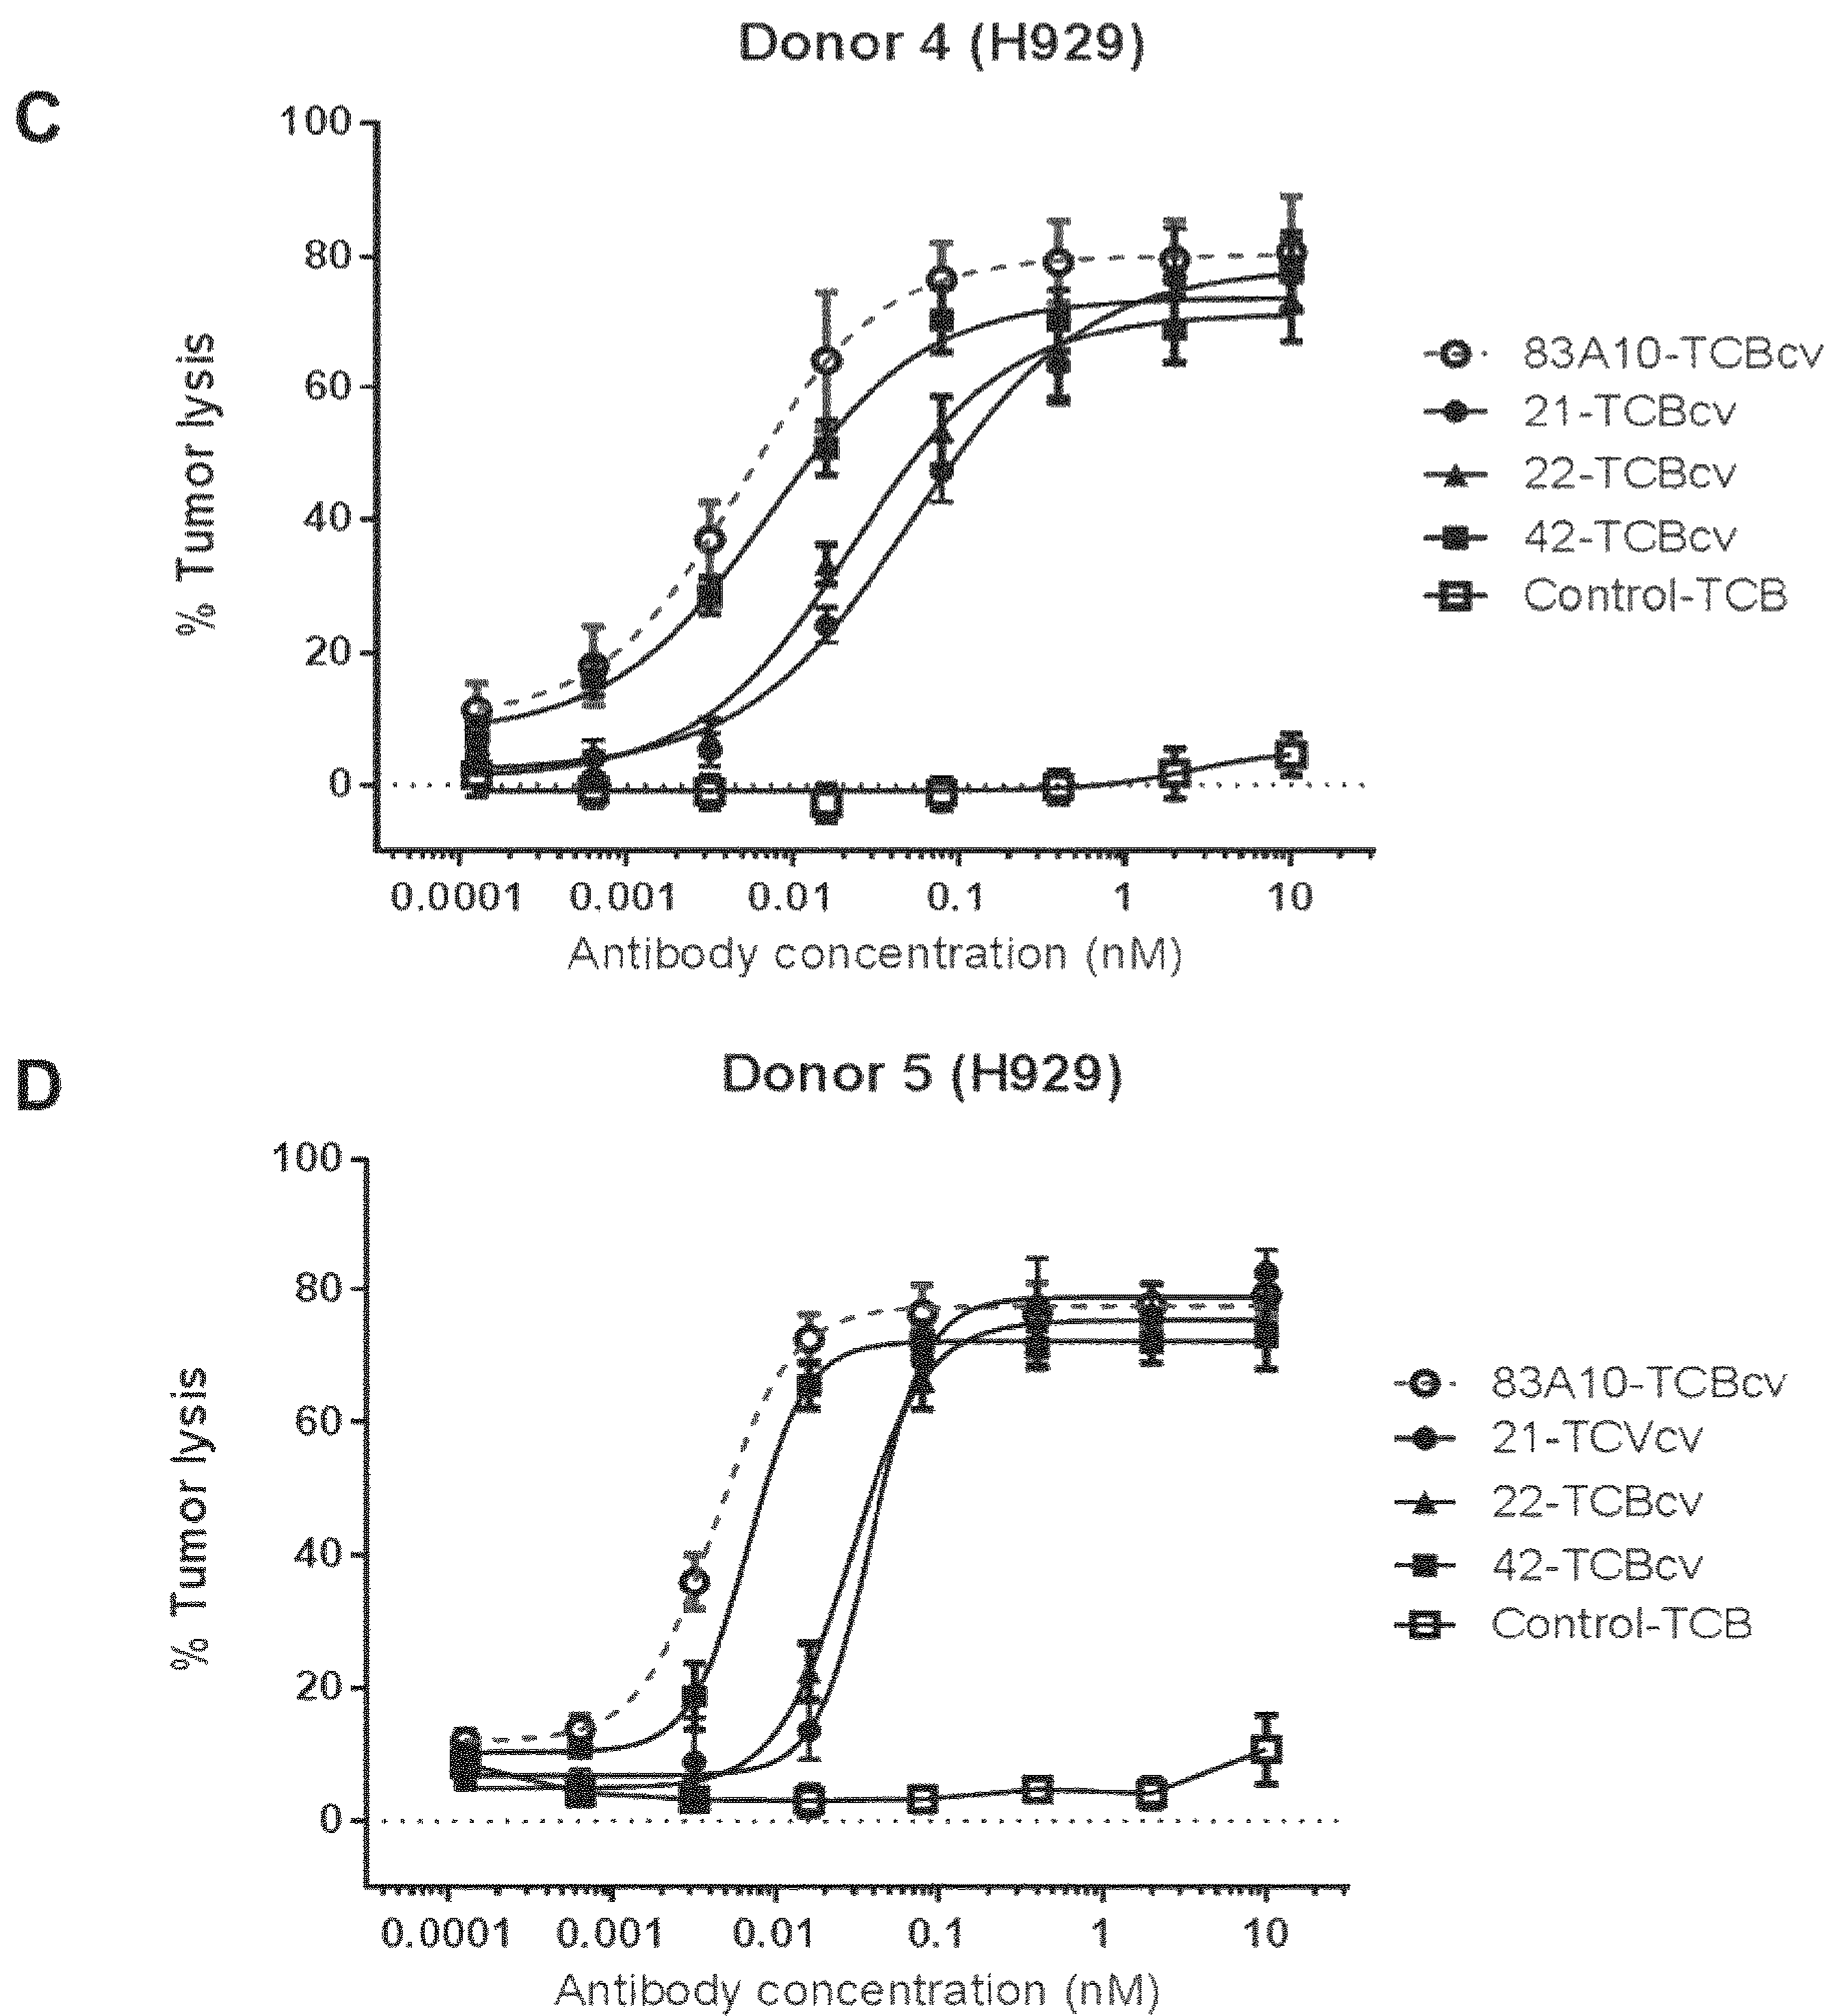 Donor 4 (H929)
C
100
80
60
40
20
0
% Tumor lysis
0.0001 0.001 0.01 0.1 1 10
Antibody concentration (nM)
83A10-TCBcv
21-TCBcv
22-TCBcv
42-TCBcv
Control-TCB
Donor 5 (H929)
D
100
80
60
40
20
0
% Tumor lysis
0.0001 0.001 0.01 0.1 1 10
Antibody concentration (nM)
83A10-TCBcv
21-TCVcv
22-TCBcv
42-TCBcv
Control-TCB